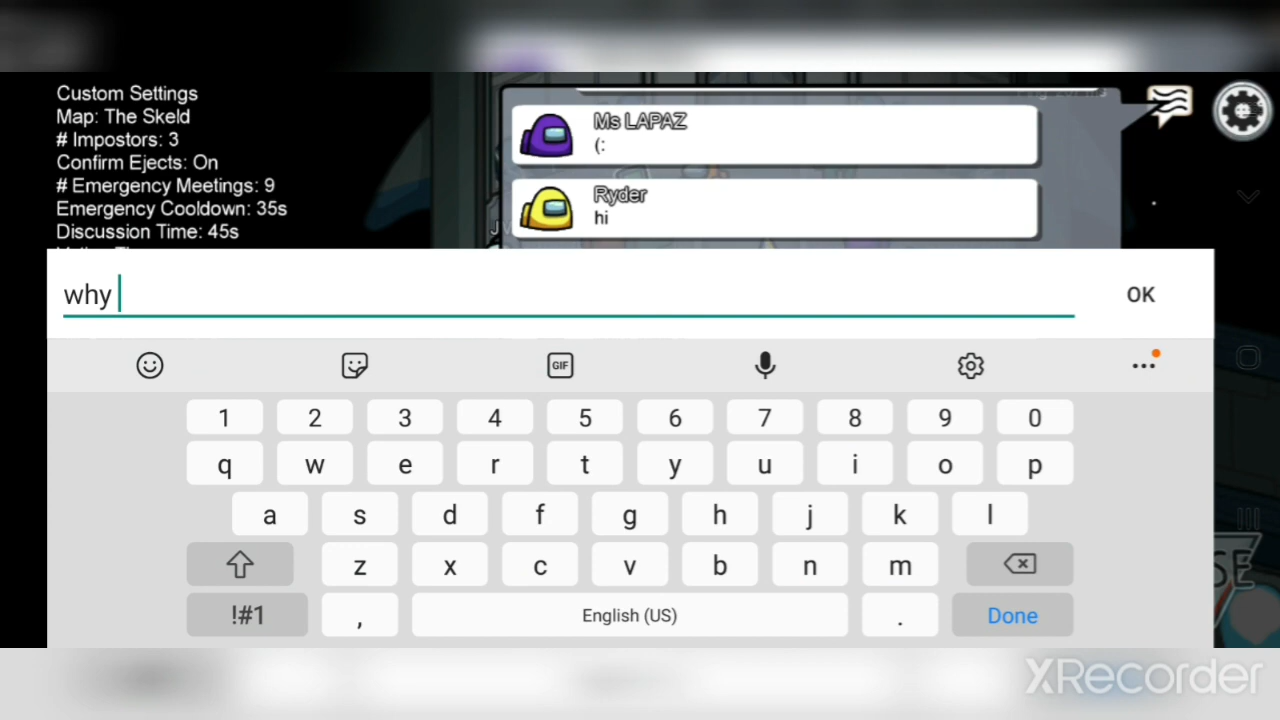 Custom Settings
Map: The Skeld
# Impostors: 3
Confirm Ejects: On
# Emergency Meetings: 9
Emergency Cooldown: 35s
Discussion Time: 45s
Ms LAPAZ
(:
Ryder
hi
why
OK
GIF
1 2 3 4 5 6 7 8 9 0
q w e r t y u i o p
a s d f g h j k l
z x c v b n m
!#1 , English (US) . Done
XRecorder